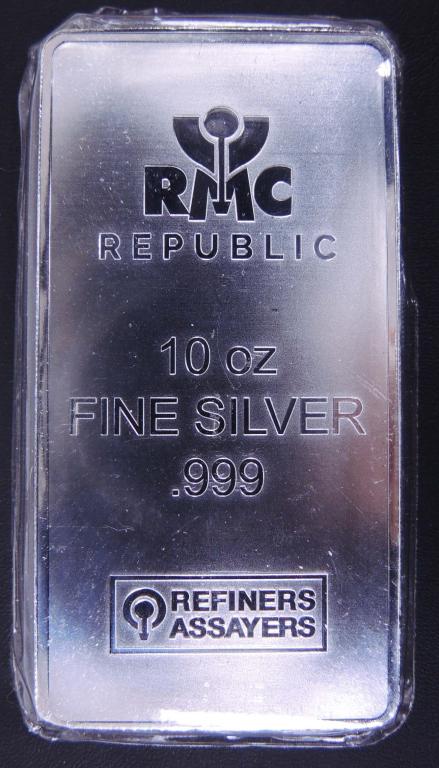 RMC
REPUBLIC
10 oz
FINE SILVER
.999
REFINERS
ASSAYERS